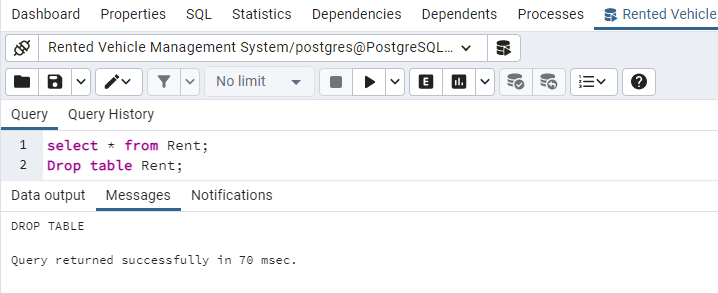 Dashboard Properties SQL Statistics Dependencies Dependents Processes Rented Vehicle
Rented Vehicle Management System/postgres@PostgreSQL...
No limit E
Query Query History
1 select * from Rent;
2 Drop table Rent;
Data output Messages Notifications
DROP TABLE
Query returned successfully in 70 msec.